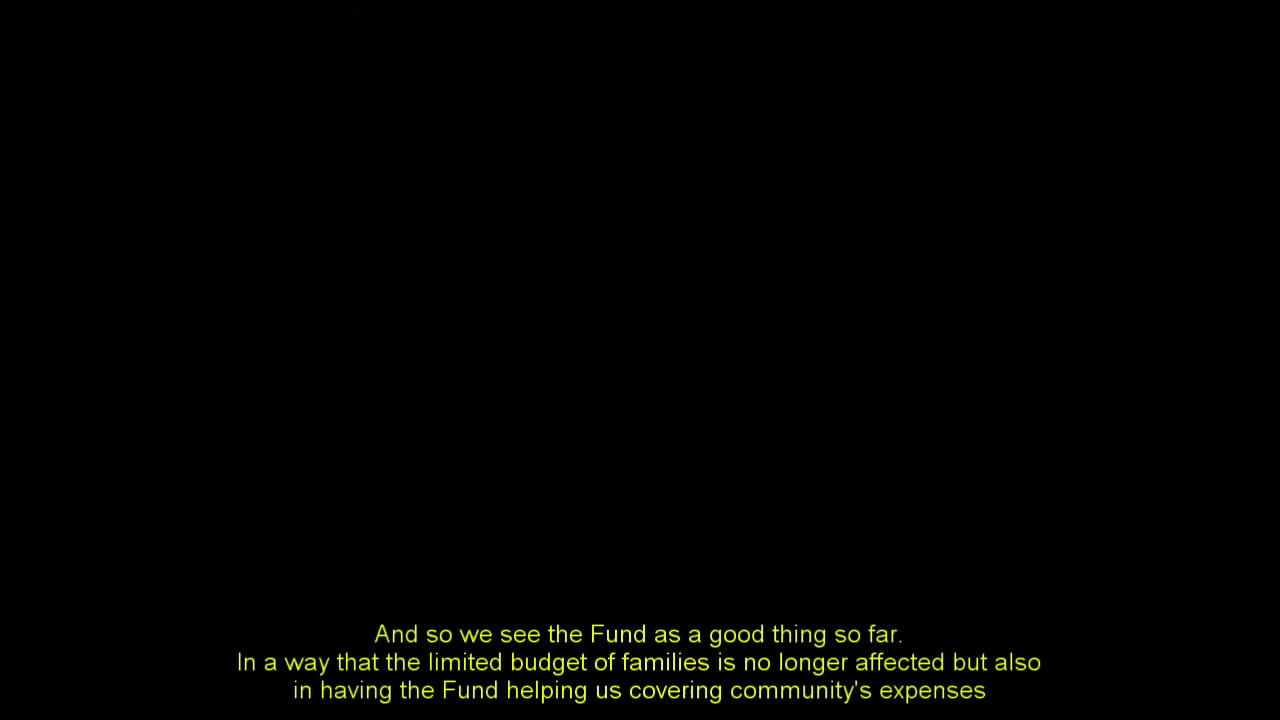 And so we see the Fund as a good thing so far.
In a way that the limited budget of families is no longer affected but also
in having the Fund helping us covering community's expenses